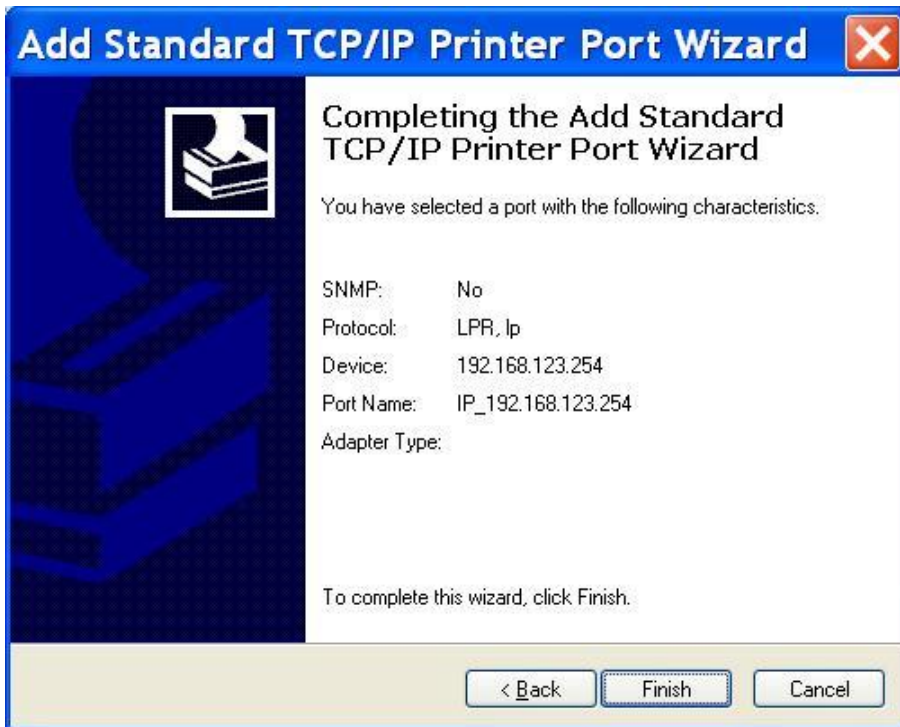 Add Standard TCP/IP Printer Port Wizard
Completing the Add Standard
TCP/IP Printer Port Wizard
You have selected a port with the following characteristics.
SNMP: No
Protocol: LPR, lp
Device: 192.168.123.254
Port Name: IP_192.168.123.254
Adapter Type:
To complete this wizard, click Finish.
< Back Finish Cancel